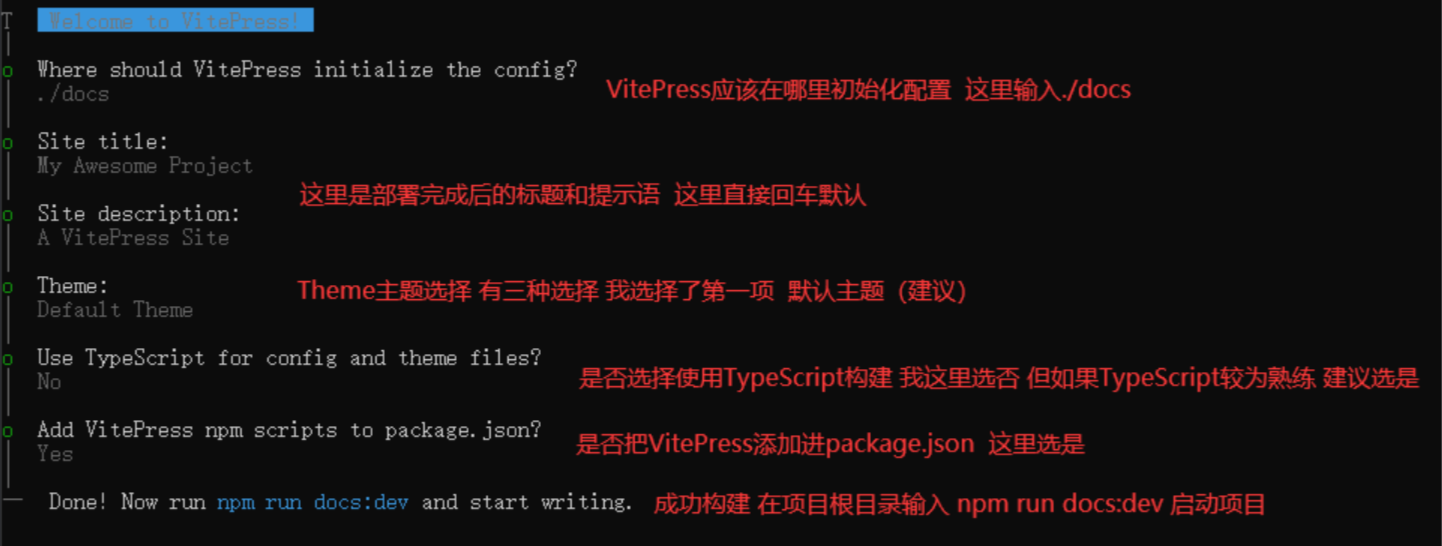 Welcome to VitePress!
Where should VitePress initialize the config?
./docs
VitePress应该在哪里初始化配置 这里输入./docs
Site title:
My Awesome Project
这里是部署完成后的标题和提示语 这里直接回车默认
Site description:
A VitePress Site
Theme:
Theme主题选择 有三种选择 我选择了第一项 默认主题（建议）
Default Theme
Use TypeScript for config and theme files?
No
是否选择使用TypeScript构建 我这里选否 但如果TypeScript较为熟练 建议选是
Add VitePress npm scripts to package.json?
是否把VitePress添加进package.json 这里选是
Yes
Done! Now run npm run docs:dev and start writing.
成功构建 在项目根目录输入 npm run docs:dev 启动项目